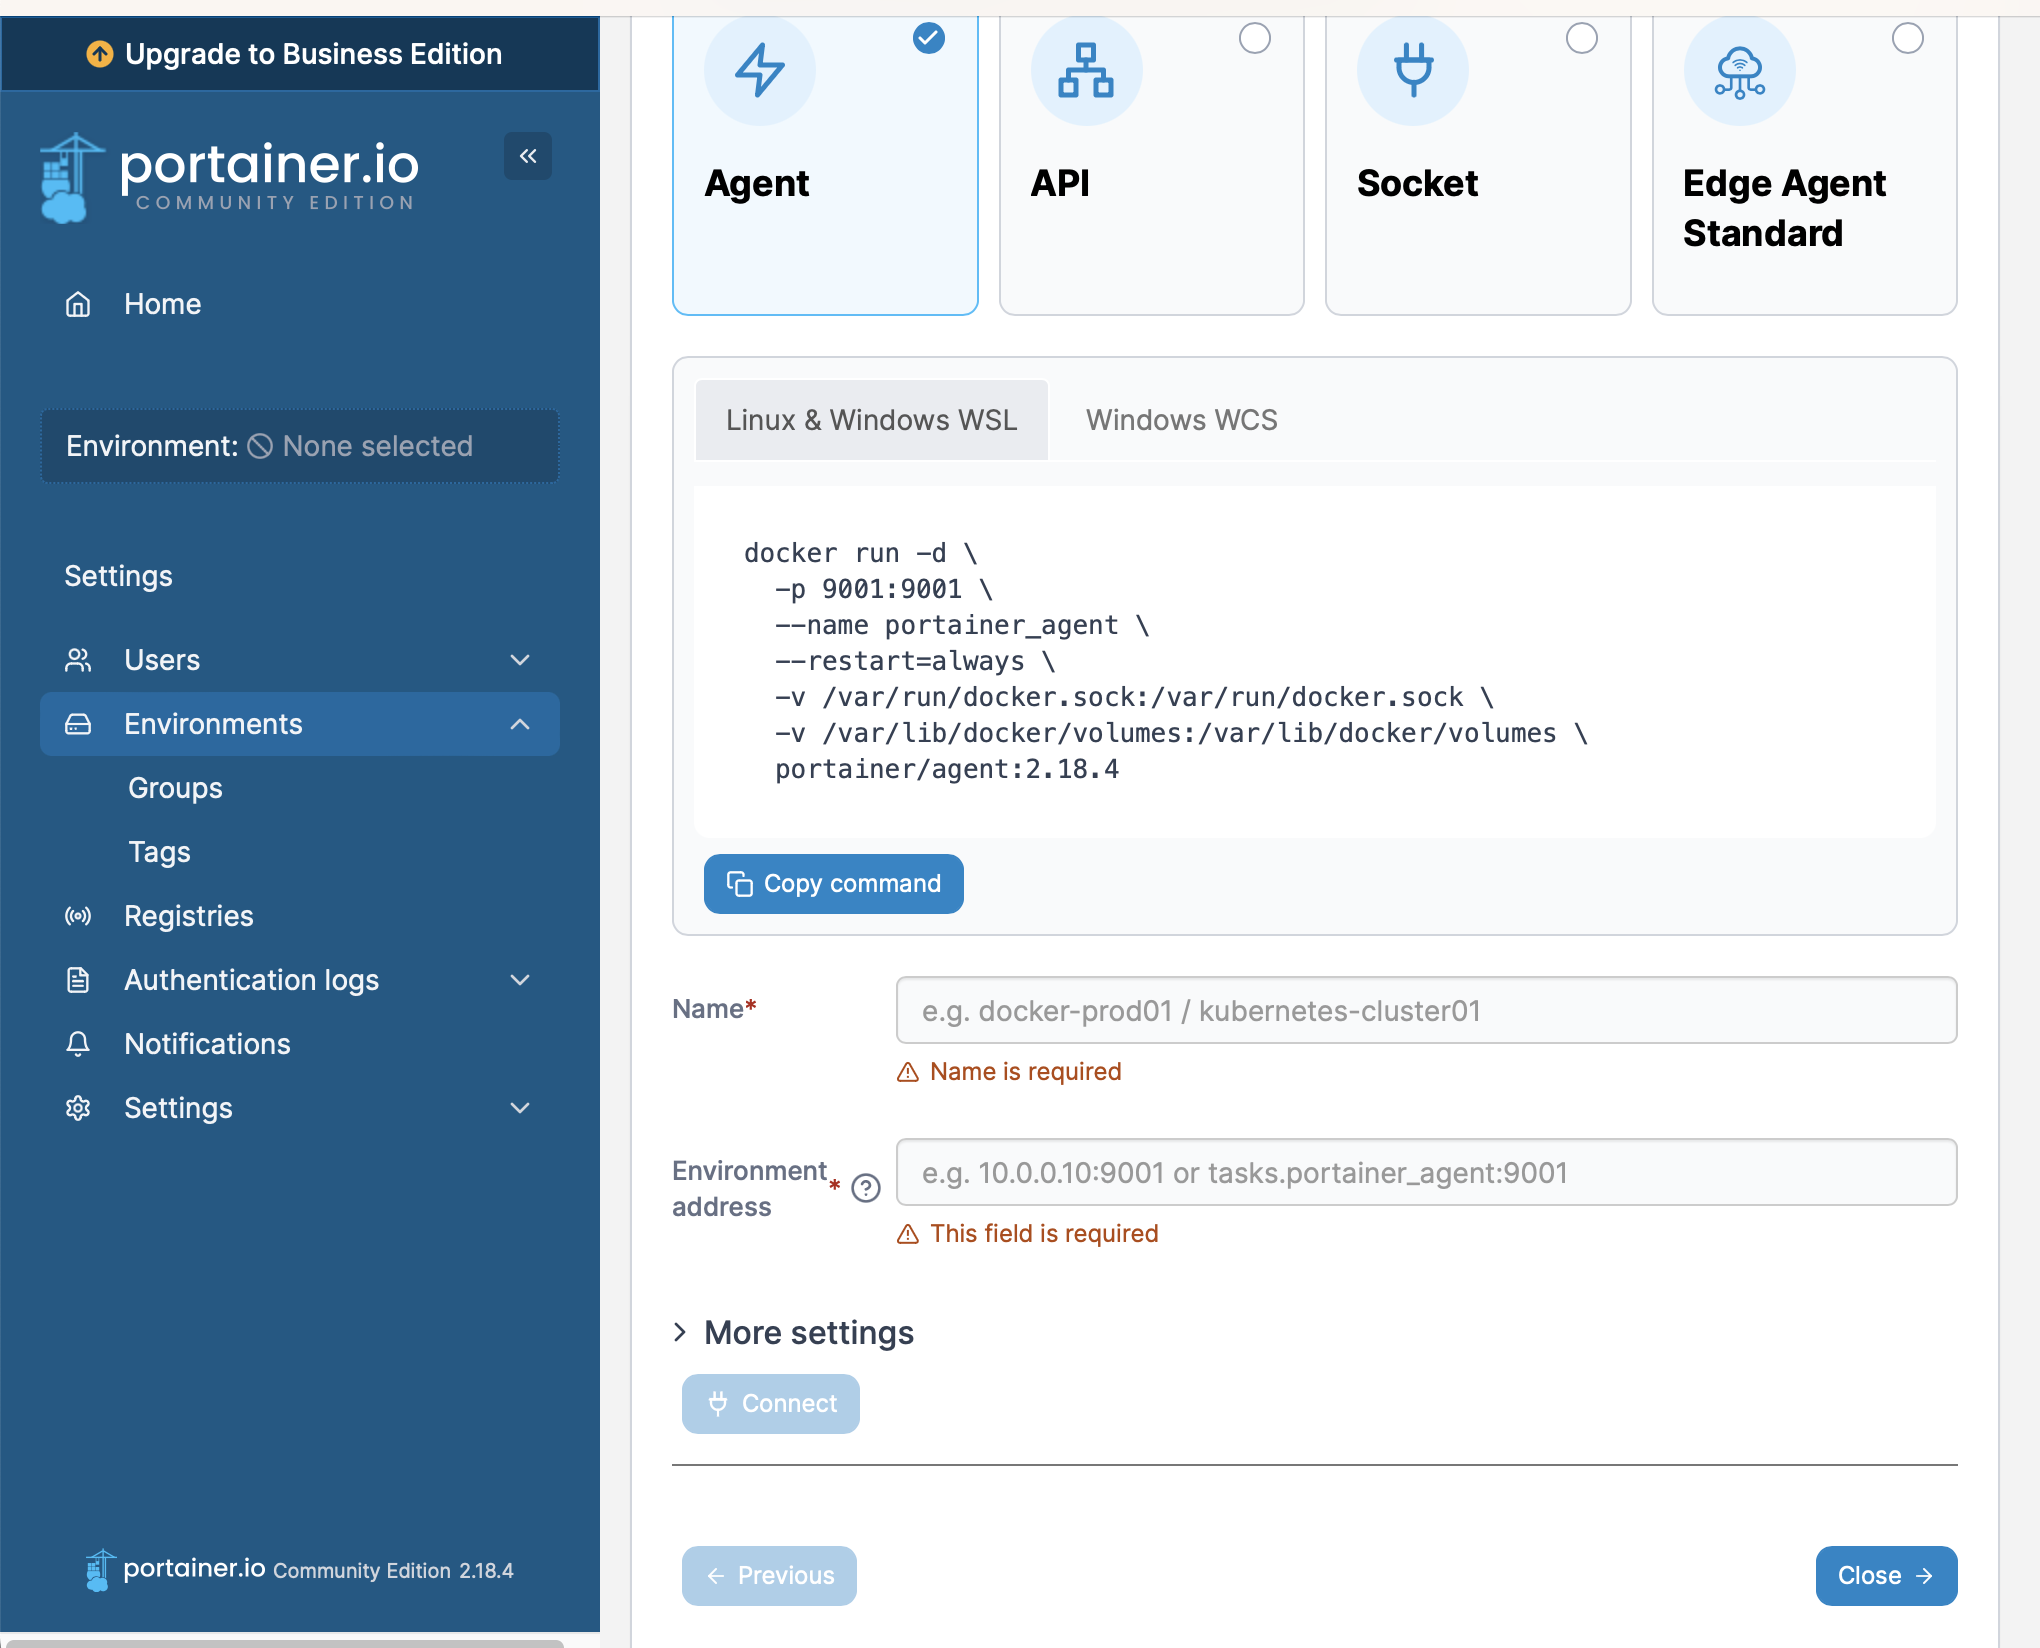 Upgrade to Business Edition
portainer.io
COMMUNITY EDITION
Home
Environment: None selected
Settings
Users
Environments
Groups
Tags
Registries
Authentication logs
Notifications
Settings
portainer.io Community Edition 2.18.4
Agent
API
Socket
Edge Agent
Standard
Linux & Windows WSL
Windows WCS
docker run -d \
-p 9001:9001 \
--name portainer_agent \
--restart=always \
-v /var/run/docker.sock:/var/run/docker.sock \
-v /var/lib/docker/volumes:/var/lib/docker/volumes \
portainer/agent:2.18.4
Copy command
Name*
e.g. docker-prod01 / kubernetes-cluster01
Name is required
Environment
address*
e.g. 10.0.0.10:9001 or tasks.portainer_agent:9001
This field is required
More settings
Connect
Previous
Close